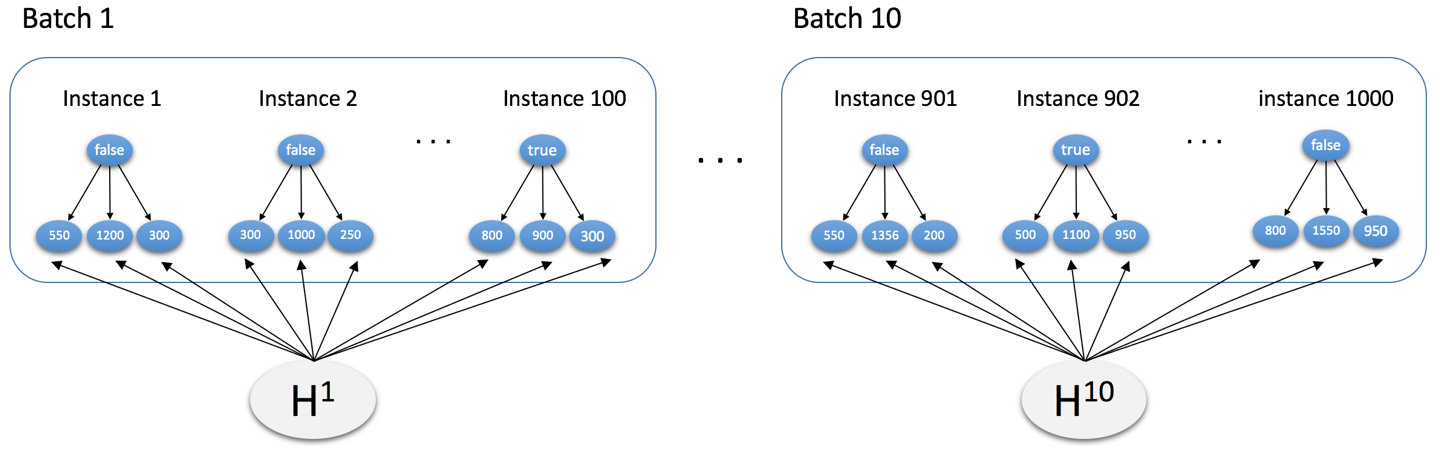 Batch 1
Batch 10
Instance 1 Instance 2 Instance 100
Instance 901 Instance 902 instance 1000
false false . . . true
. . .
false true . . . false
550 1200 300 300 1000 250 800 900 300
550 1356 200 500 1100 950 800 1550 950
H¹
H¹⁰